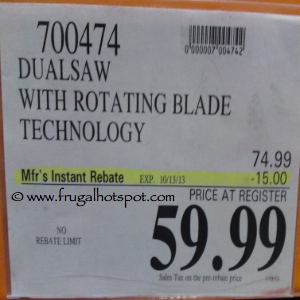 700474
0000007004742
DUALSAW
WITH ROTATING BLADE
TECHNOLOGY
74.99
Mfr's Instant Rebate EXP. 10/13/13 -15.00
PRICE AT REGISTER
© www.frugalhotspot.com
NO
REBATE LIMIT
59.99
Sales Tax on the pre-rebate price